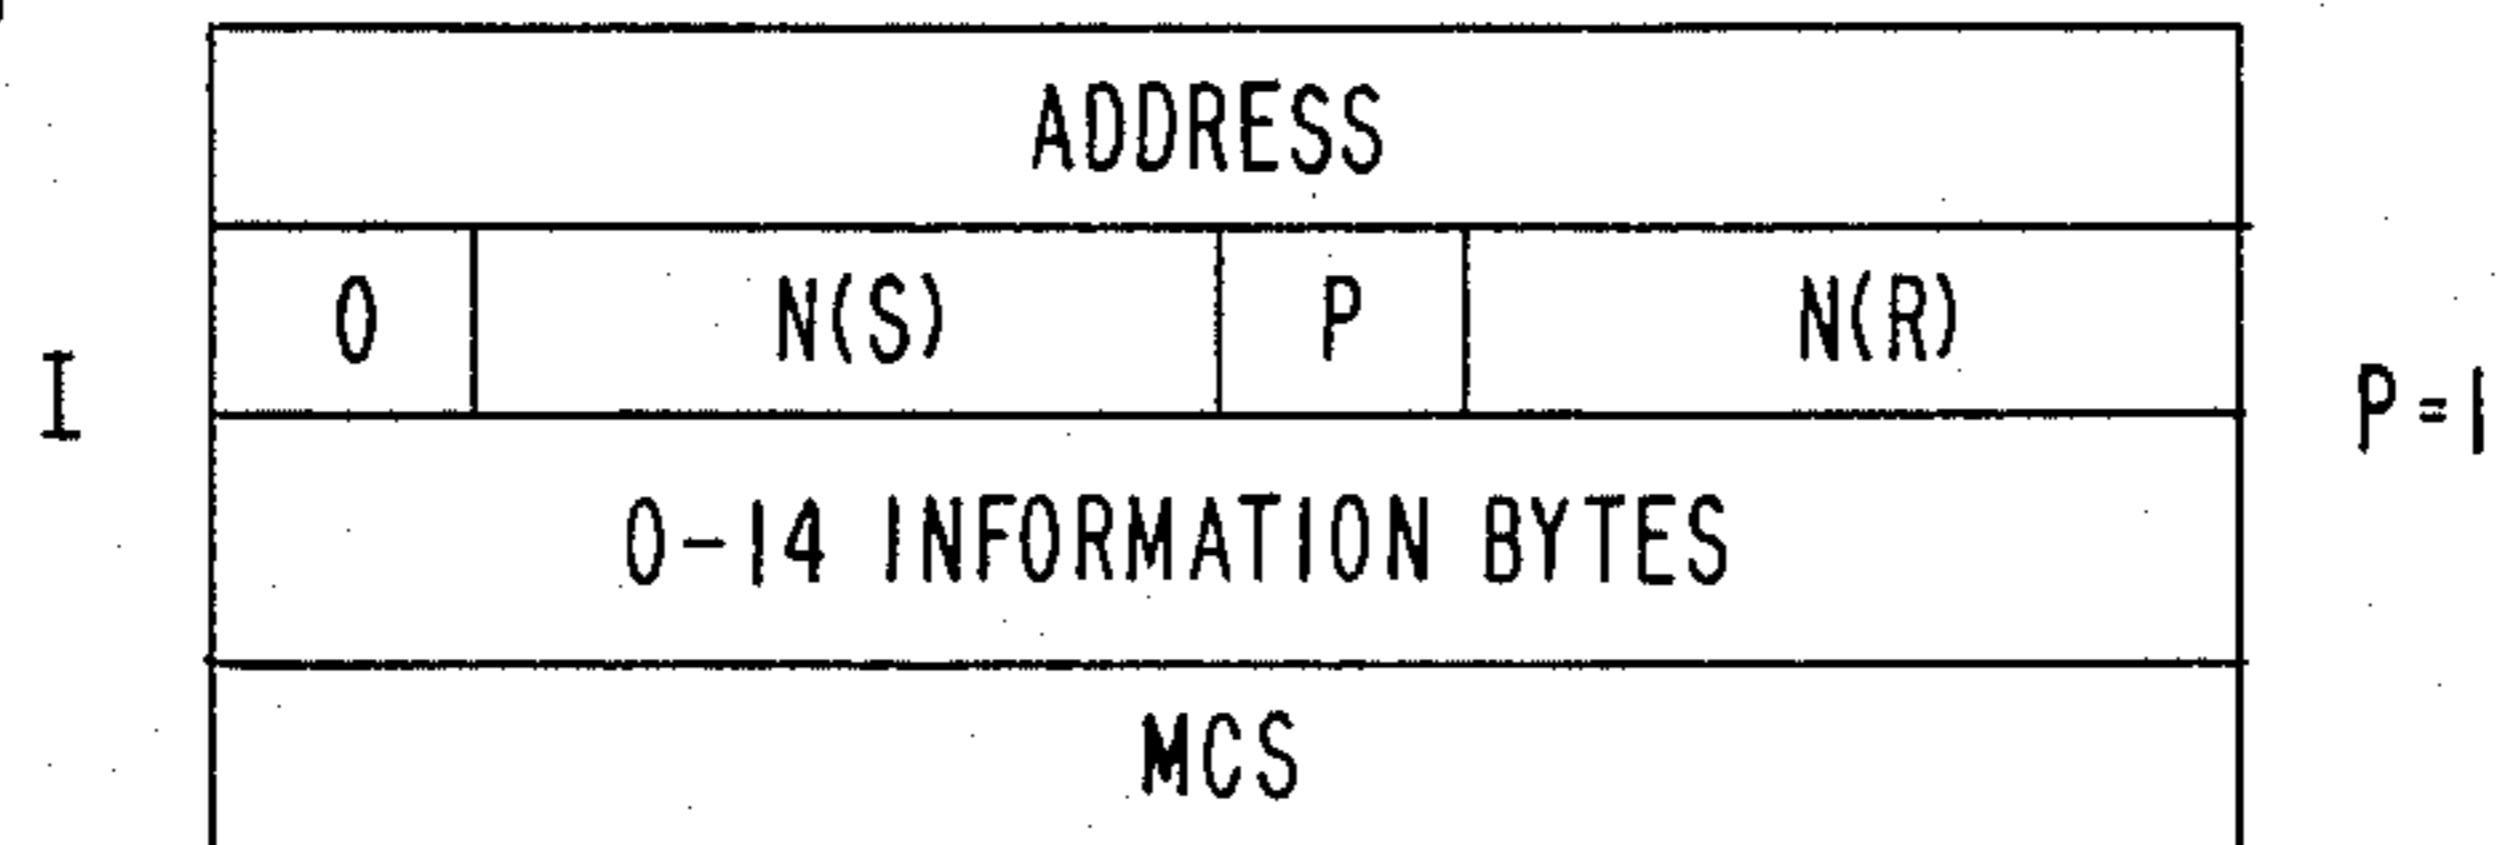 ADDRESS
0 N(S) P N(R)
I
P=1
0-14 INFORMATION BYTES
MCS